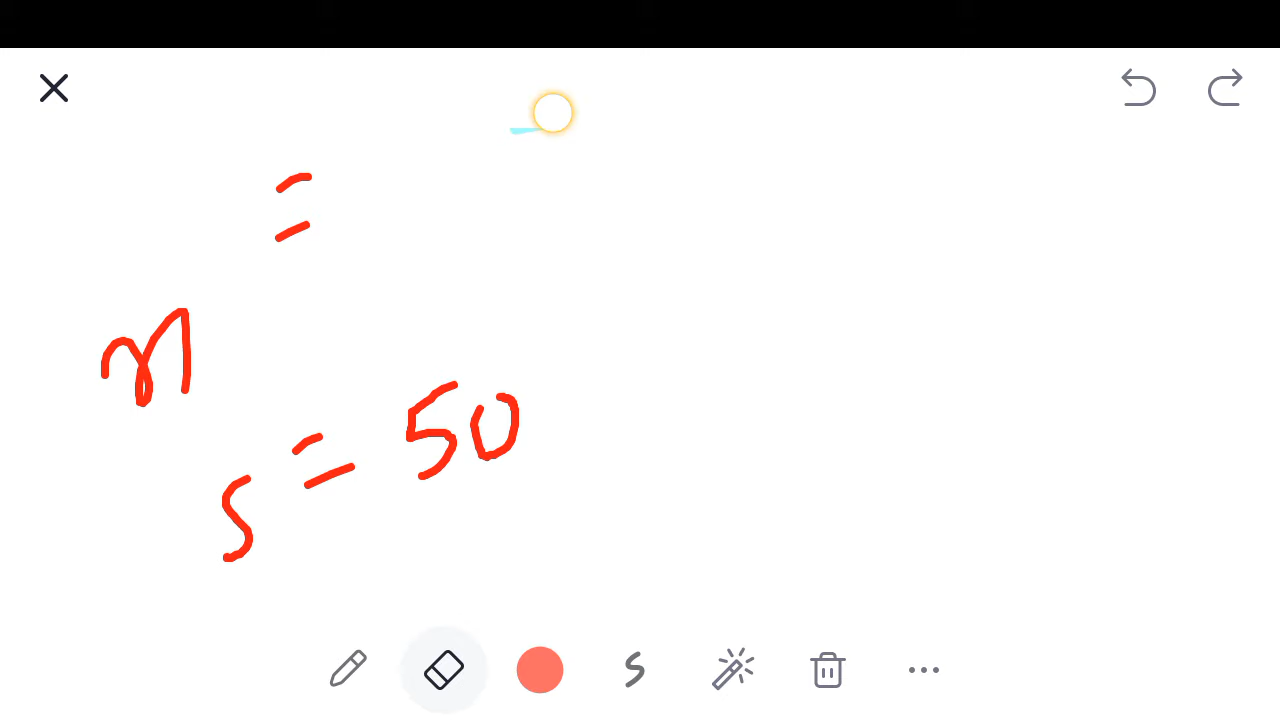 =
n
s = 50